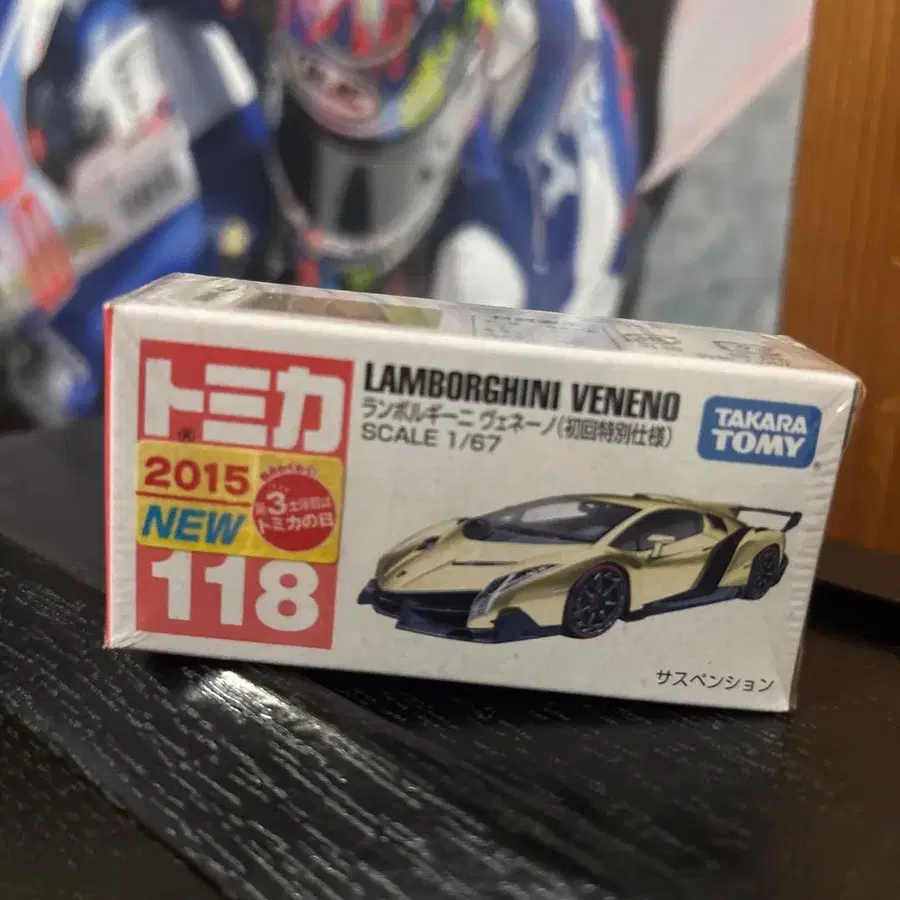 トミカ®
2015
NEW
第3土曜日は
トミカの日
118
LAMBORGHINI VENENO
ランボルギーニ ヴェネーノ(初回特別仕様)
SCALE 1/67
TAKARA
TOMY
サスペンション